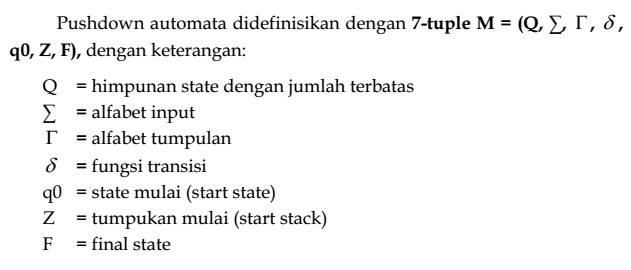 Pushdown automata didefinisikan dengan 7-tuple M = (Q, ∑, Γ, δ,
q0, Z, F), dengan keterangan:
Q = himpunan state dengan jumlah terbatas
∑ = alfabet input
Γ = alfabet tumpulan
δ = fungsi transisi
q0 = state mulai (start state)
Z = tumpukan mulai (start stack)
F = final state